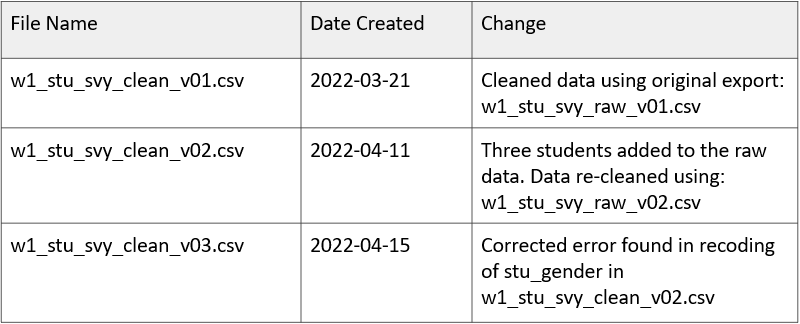 File Name
Date Created
Change
w1_stu_svy_clean_v01.csv
2022-03-21
Cleaned data using original export:
w1_stu_svy_raw_v01.csv
w1_stu_svy_clean_v02.csv
2022-04-11
Three students added to the raw
data. Data re-cleaned using:
w1_stu_svy_raw_v02.csv
w1_stu_svy_clean_v03.csv
2022-04-15
Corrected error found in recoding
of stu_gender in
w1_stu_svy_clean_v02.csv